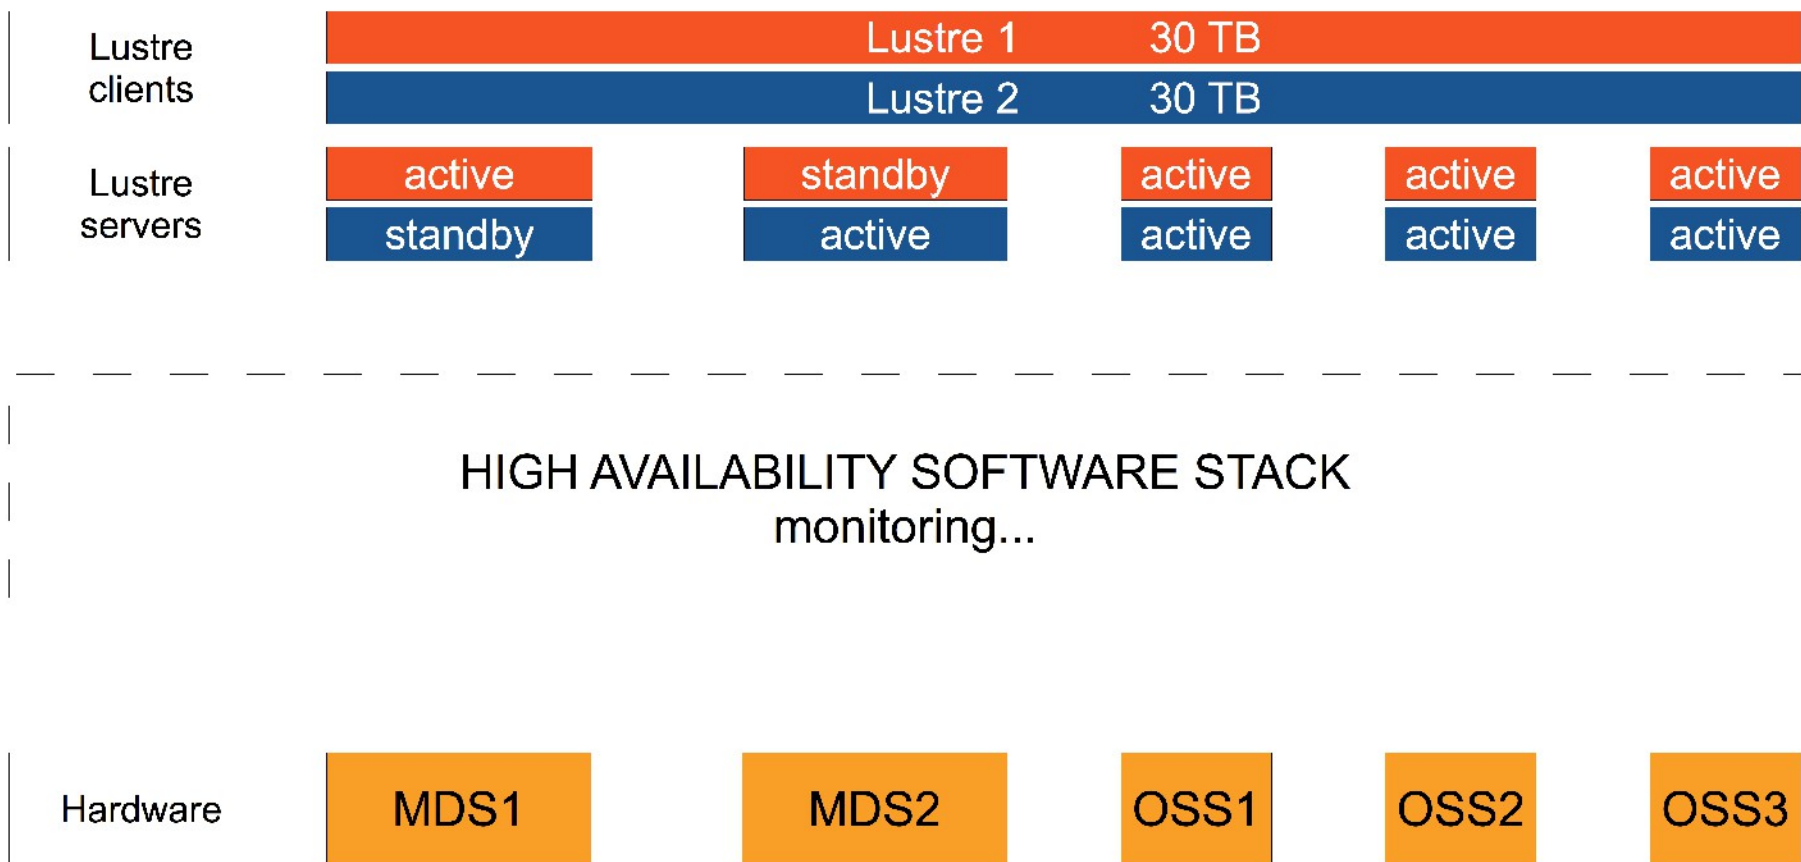 Lustre
clients
Lustre 1 30 TB
Lustre 2 30 TB
Lustre
servers
active standby active active active
standby active active active active
HIGH AVAILABILITY SOFTWARE STACK
monitoring...
Hardware
MDS1 MDS2 OSS1 OSS2 OSS3